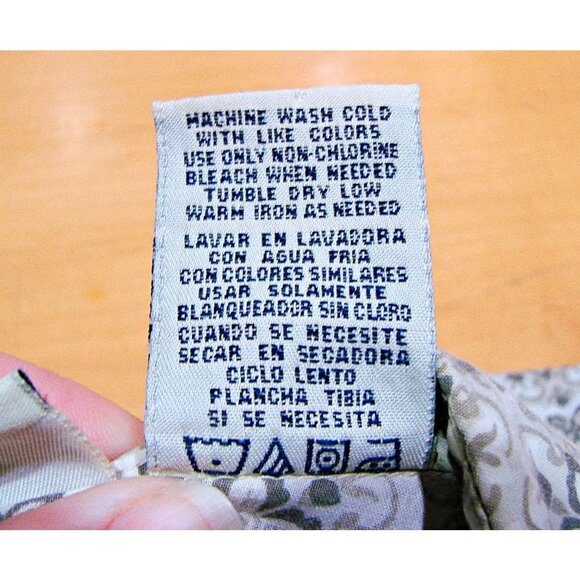 MACHINE WASH COLD
WITH LIKE COLORS
USE ONLY NON-CHLORINE
BLEACH WHEN NEEDED
TUMBLE DRY LOW
WARM IRON AS NEEDED
LAVAR EN LAVADORA
CON AGUA FRIA
CON COLORES SIMILARES
USAR SOLAMENTE
BLANQUEADOR SIN CLORO
CUANDO SE NECESITE
SECAR EN SECADORA
CICLO LENTO
PLANCHA TIBIA
SI SE NECESITA